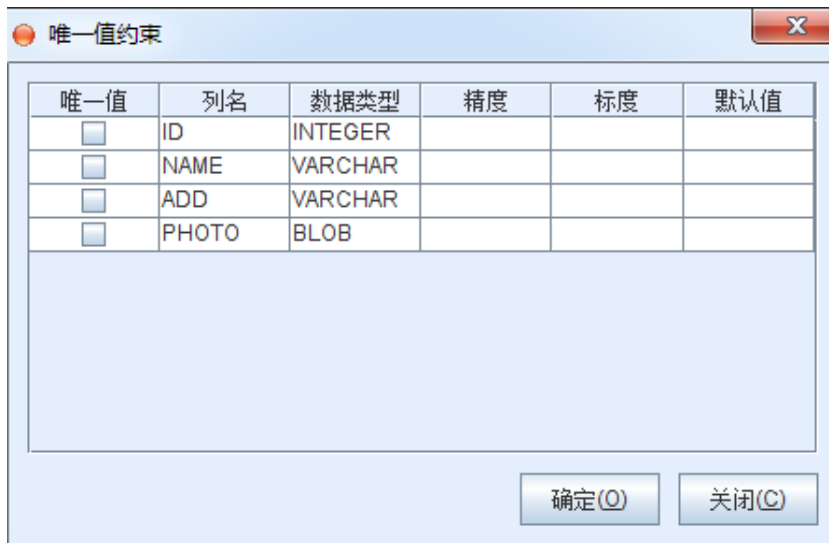 唯一值约束
唯一值 列名 数据类型 精度 标度 默认值
ID INTEGER
NAME VARCHAR
ADD VARCHAR
PHOTO BLOB
确定(O) 关闭(C)